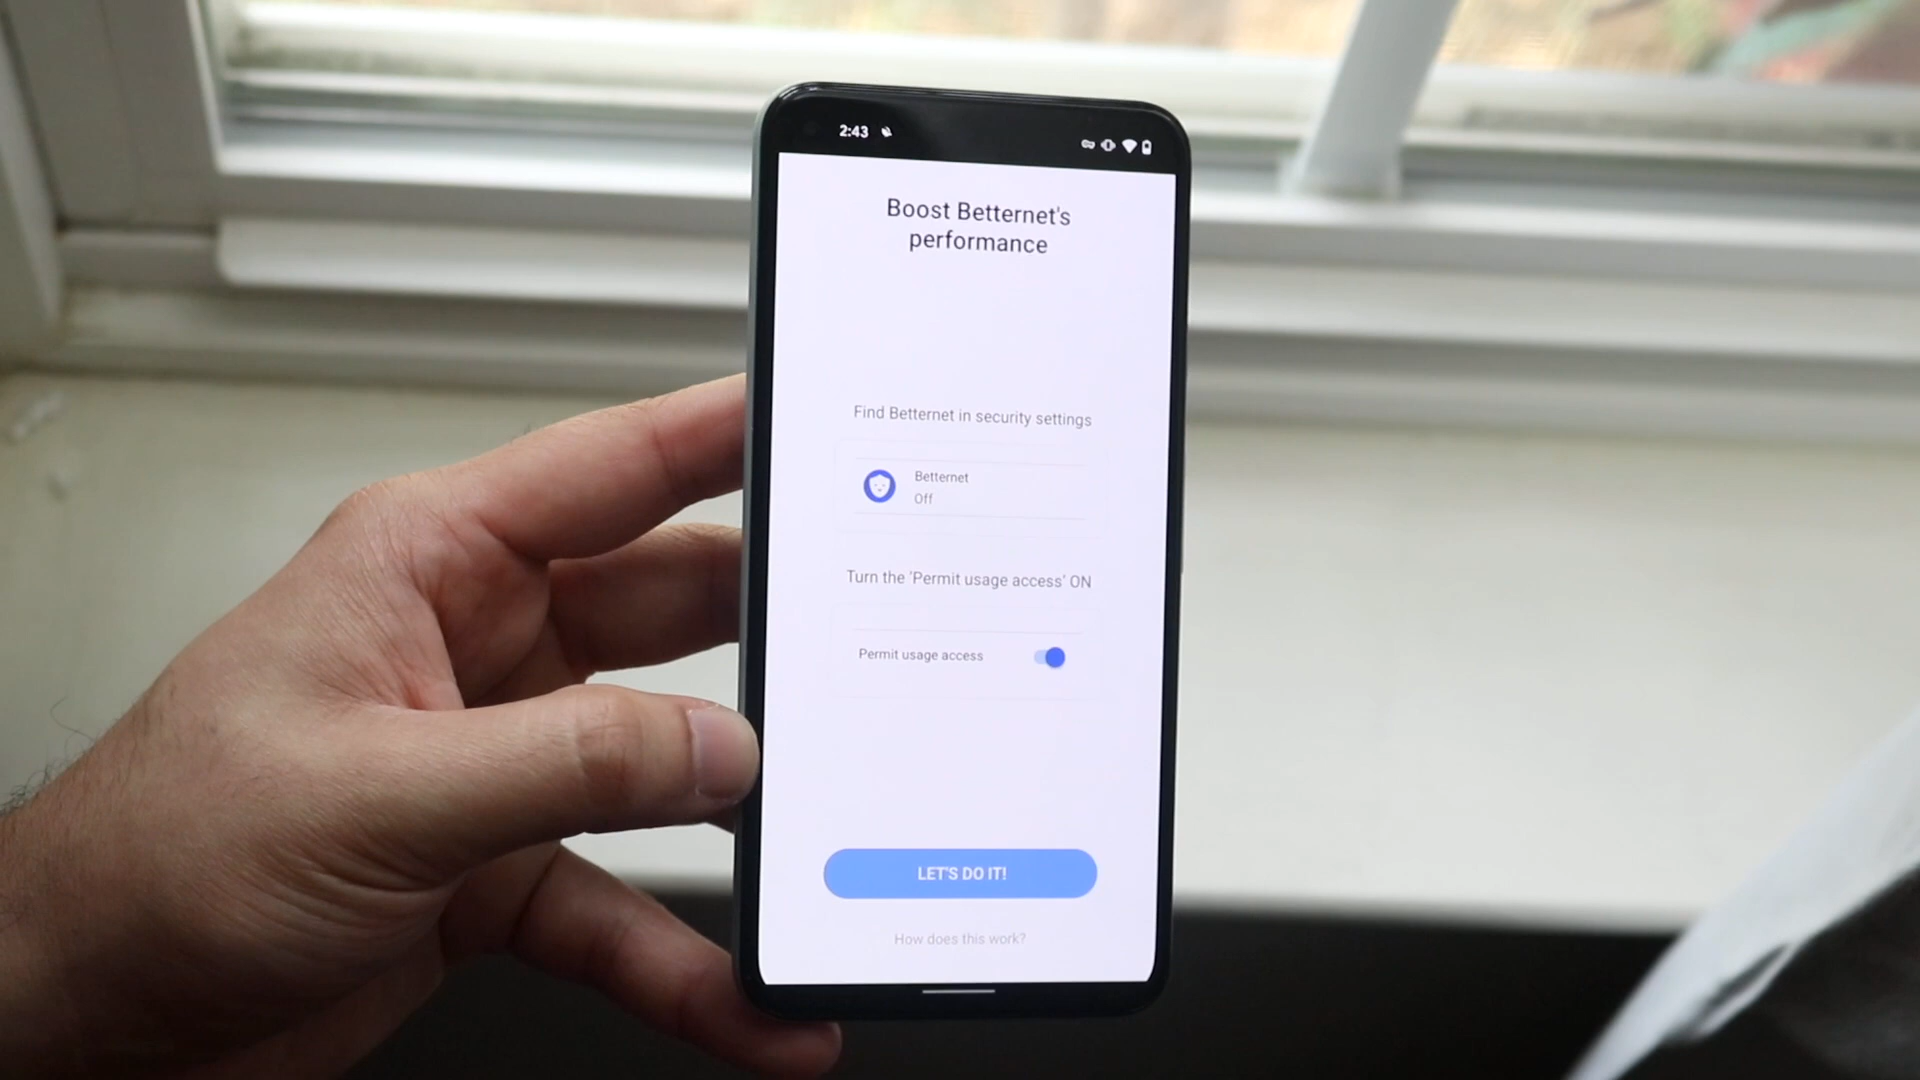 2:43
Boost Betternet's
performance
Find Betternet in security settings
Betternet
Off
Turn the 'Permit usage access' ON
Permit usage access
LET'S DO IT!
How does this work?